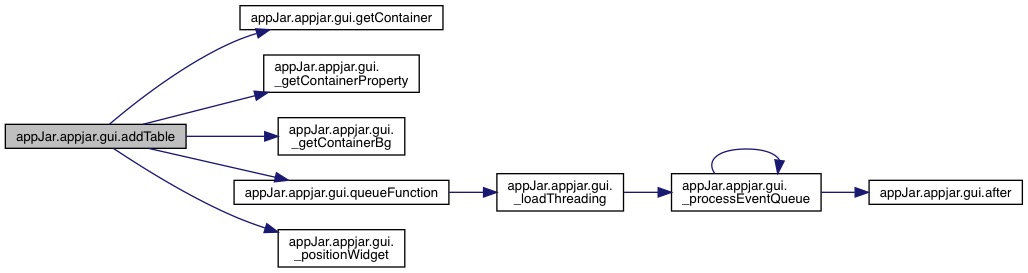 appJar.appjar.gui.getContainer
appJar.appjar.gui.
_getContainerProperty
appJar.appjar.gui.addTable
appJar.appjar.gui.
_getContainerBg
appJar.appjar.gui.queueFunction
appJar.appjar.gui.
_loadThreading
appJar.appjar.gui.
_processEventQueue
appJar.appjar.gui.after
appJar.appjar.gui.
_positionWidget